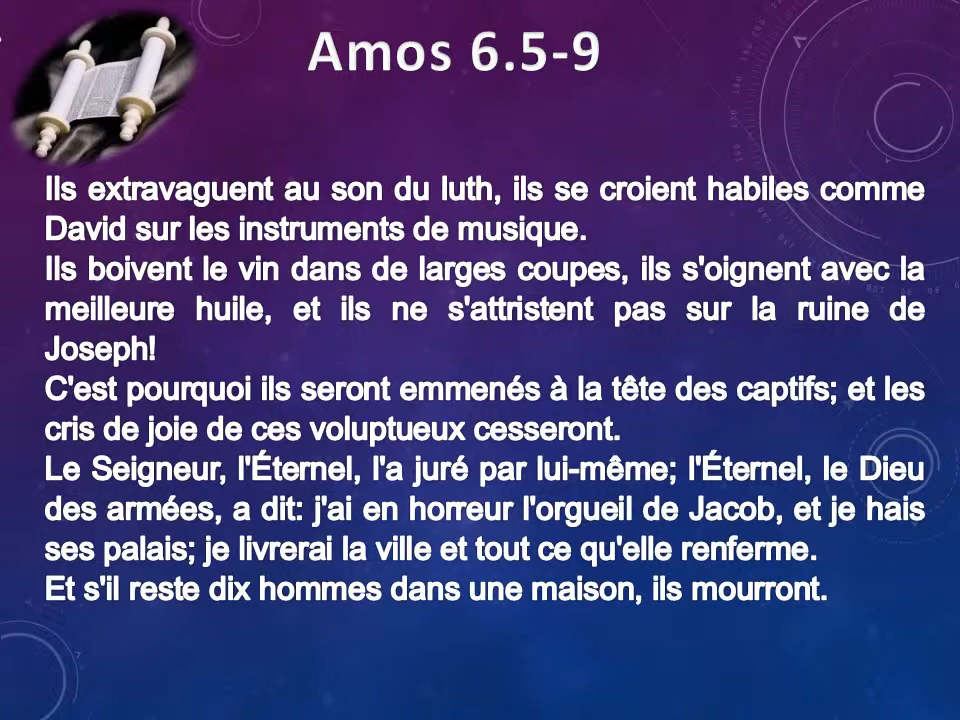 Amos 6.5-9
Ils extravaguent au son du luth, ils se croient habiles comme
David sur les instruments de musique.
Ils boivent le vin dans de larges coupes, ils s'oignent avec la
meilleure huile, et ils ne s'attristent pas sur la ruine de
Joseph!
C'est pourquoi ils seront emmenés à la tête des captifs; et les
cris de joie de ces voluptueux cesseront.
Le Seigneur, l'Éternel, l'a juré par lui-même; l'Éternel, le Dieu
des armées, a dit: j'ai en horreur l'orgueil de Jacob, et je hais
ses palais; je livrerai la ville et tout ce qu'elle renferme.
Et s'il reste dix hommes dans une maison, ils mourront.